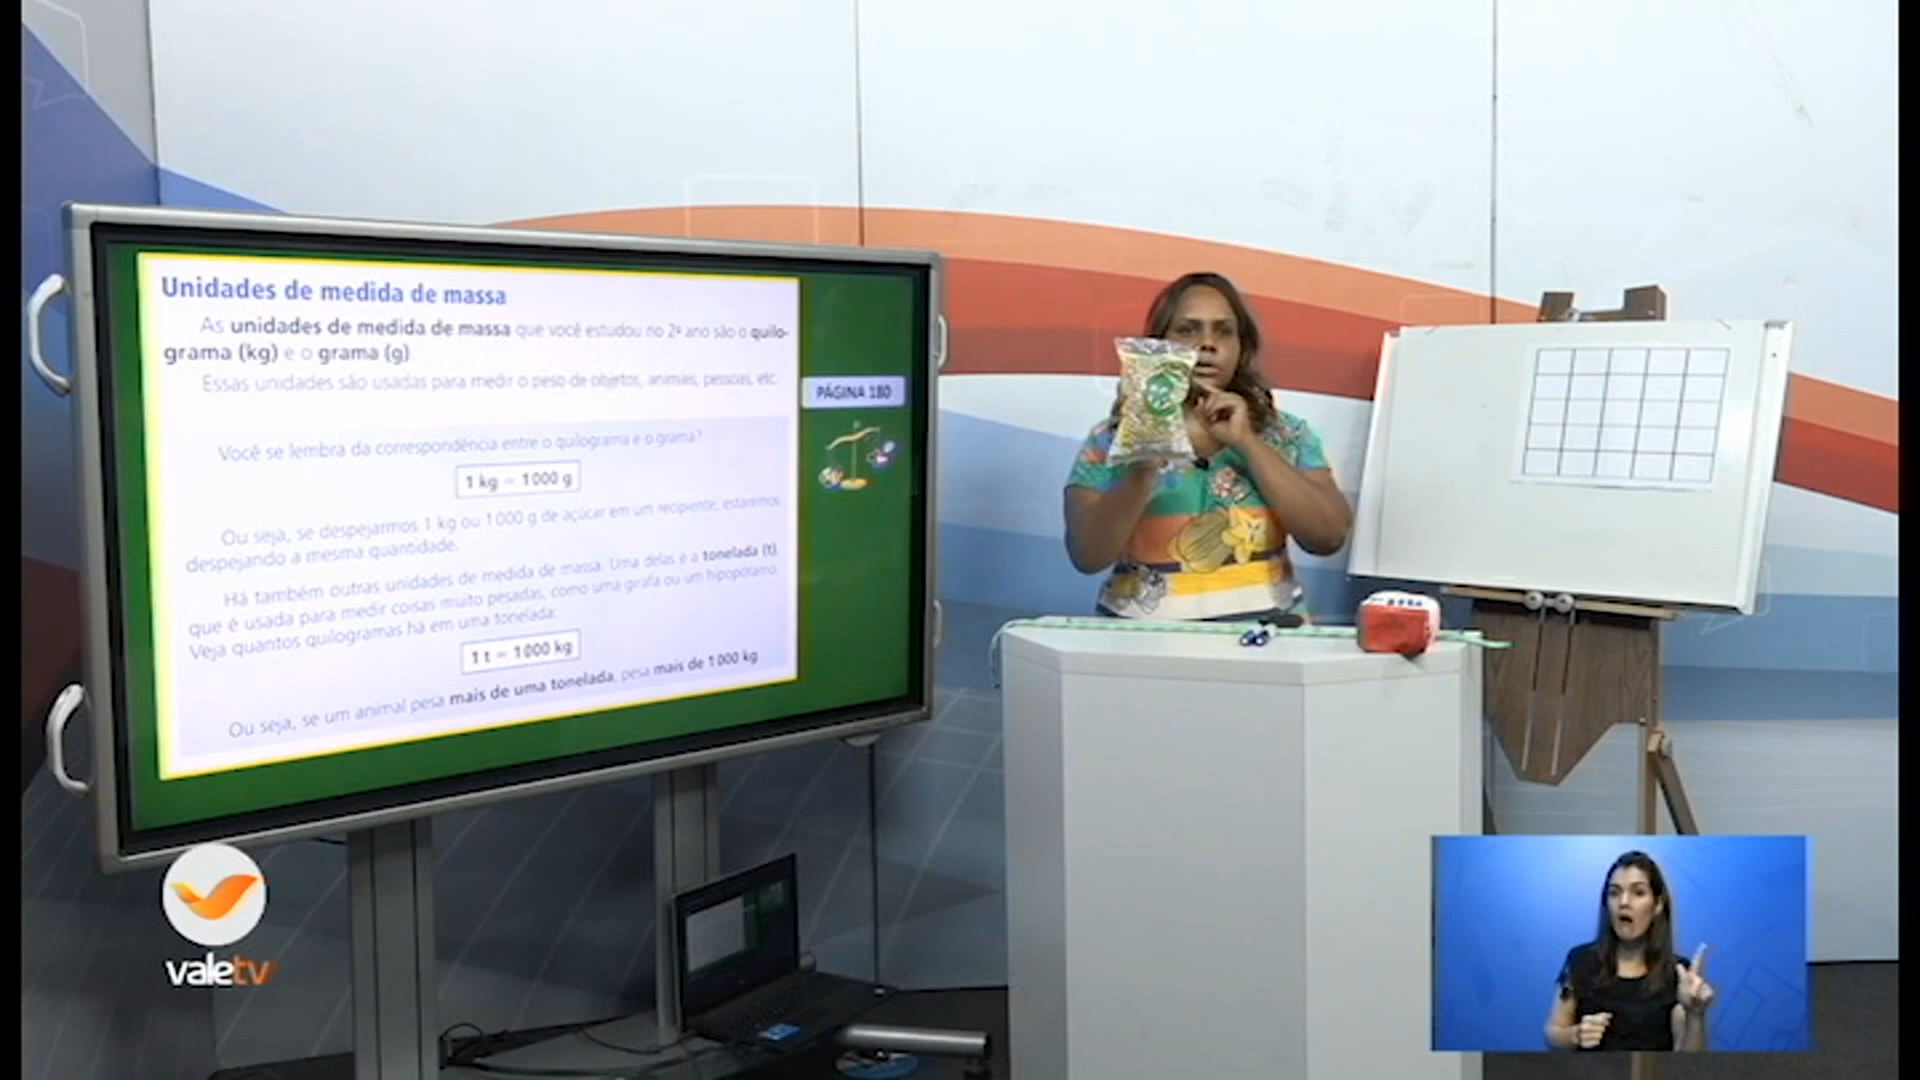 Unidades de medida de massa
As unidades de medida de massa que você estudou no 2º ano são o quilo-
grama (kg) e o grama (g)
Essas unidades são usadas para medir o peso de objetos, animais, pessoas, etc.
PÁGINA 180
Você se lembra da correspondência entre o quilograma e o grama?
1 kg = 1000 g
Ou seja, se despejarmos 1 kg ou 1000 g de açúcar em um recipiente, estaremos
despejando a mesma quantidade.
Há também outras unidades de medida de massa. Uma delas é a tonelada (t),
que é usada para medir coisas muito pesadas, como uma girafa ou um hipopótamo.
Veja quantos quilogramas há em uma tonelada:
1 t = 1000 kg
Ou seja, se um animal pesa mais de uma tonelada, pesa mais de 1000 kg
valetv